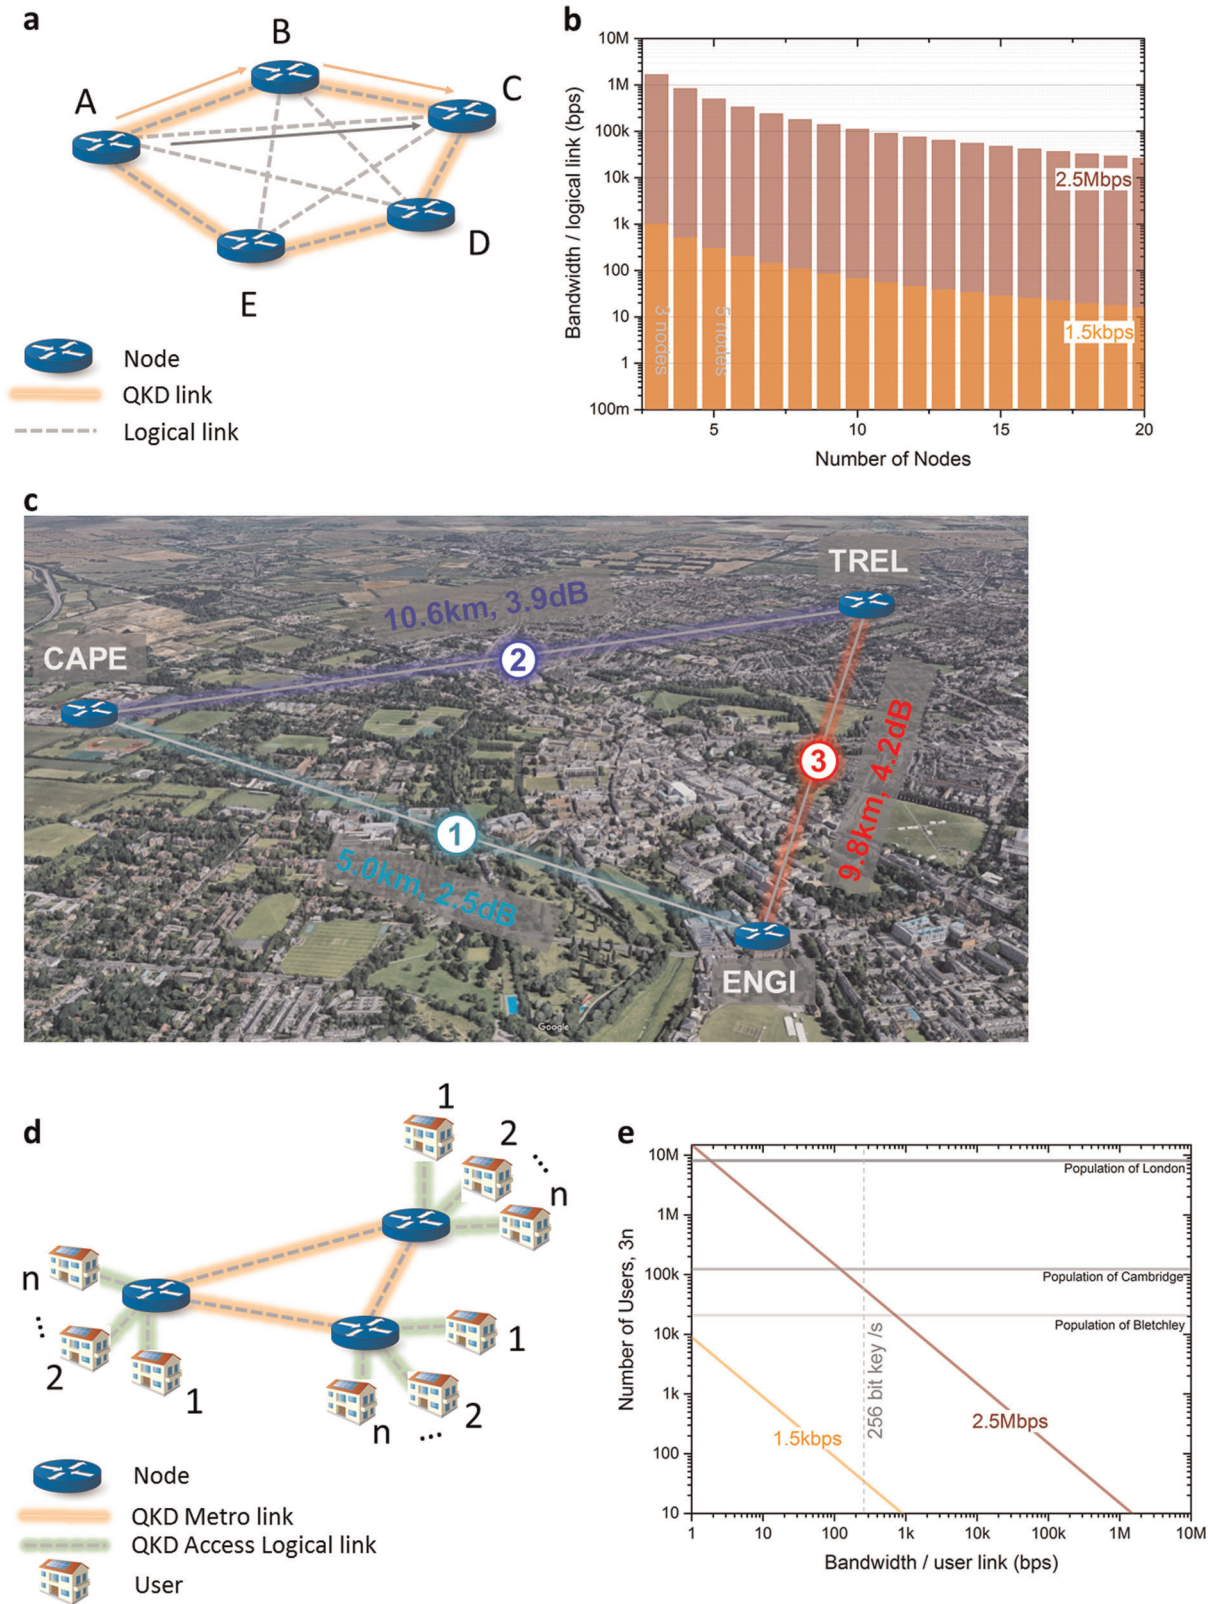 a
B
C
A
D
E
Node
QKD link
Logical link
b
10M
1M
100k
10k
1k
100
10
1
100m
Bandwidth / logical link (bps)
2.5Mbps
1.5kbps
3 nodes
5 nodes
5
10
15
20
Number of Nodes
c
TREL
10.6km, 3.9dB
CAPE
2
3
9.8km, 4.2dB
1
5.0km, 2.5dB
ENGI
Google
d
1
2
...
n
n
...
2
1
1
2
...
n
Node
QKD Metro link
QKD Access Logical link
User
e
10M
1M
100k
10k
1k
100
10
Number of Users, 3n
Population of London
Population of Cambridge
Population of Bletchley
256 bit key /s
2.5Mbps
1.5kbps
1
10
100
1k
10k
100k
1M
10M
Bandwidth / user link (bps)